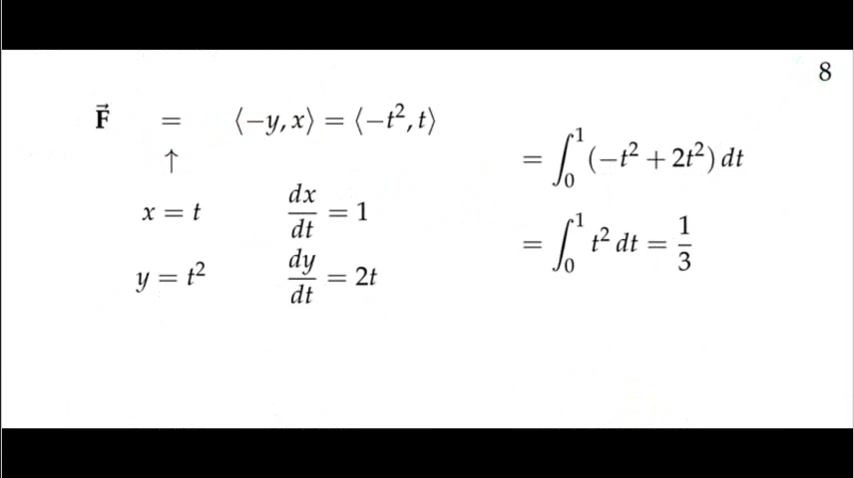 8
F⃗ = ⟨−y, x⟩ = ⟨−t², t⟩
↑
x = t dx/dt = 1
y = t² dy/dt = 2t
= ∫₀¹ (−t² + 2t²) dt
= ∫₀¹ t² dt = 1/3